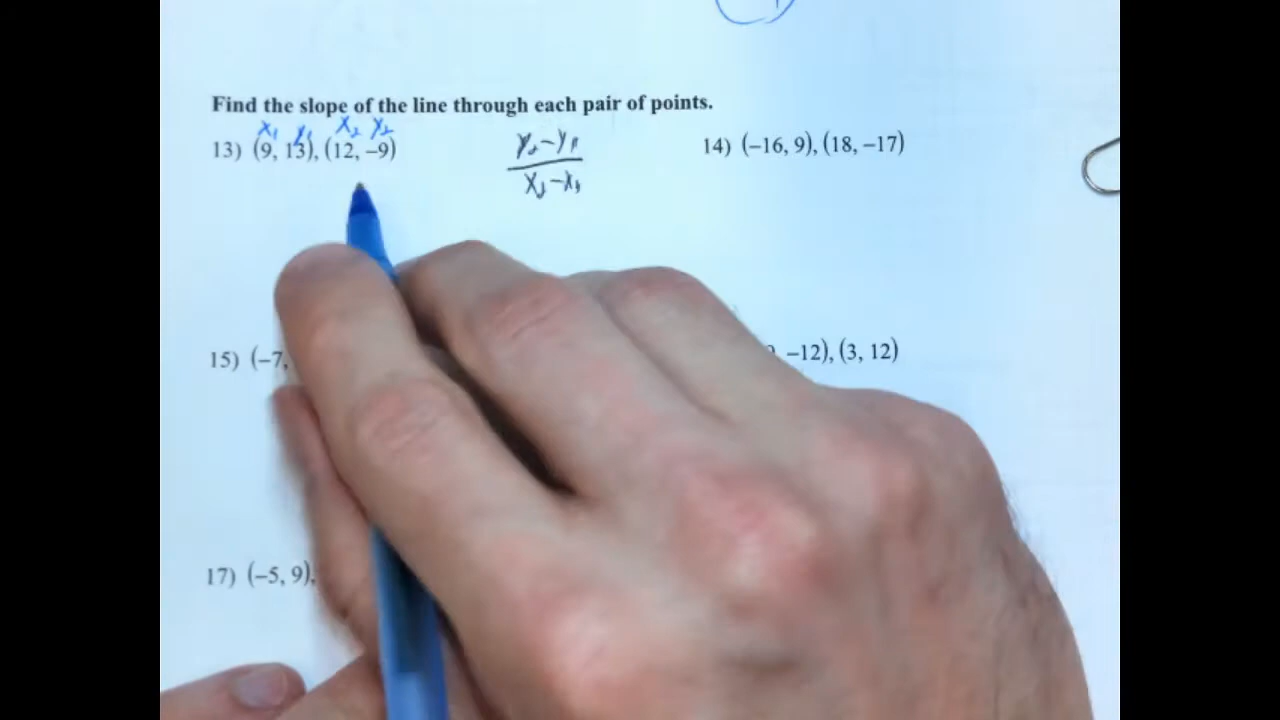 Find the slope of the line through each pair of points.
x₁ y₁ x₂ y₂
13) (9, 13), (12, −9)
y₂−y₁
x₂−x₁
14) (−16, 9), (18, −17)
15) (−7,
−12), (3, 12)
17) (−5, 9),